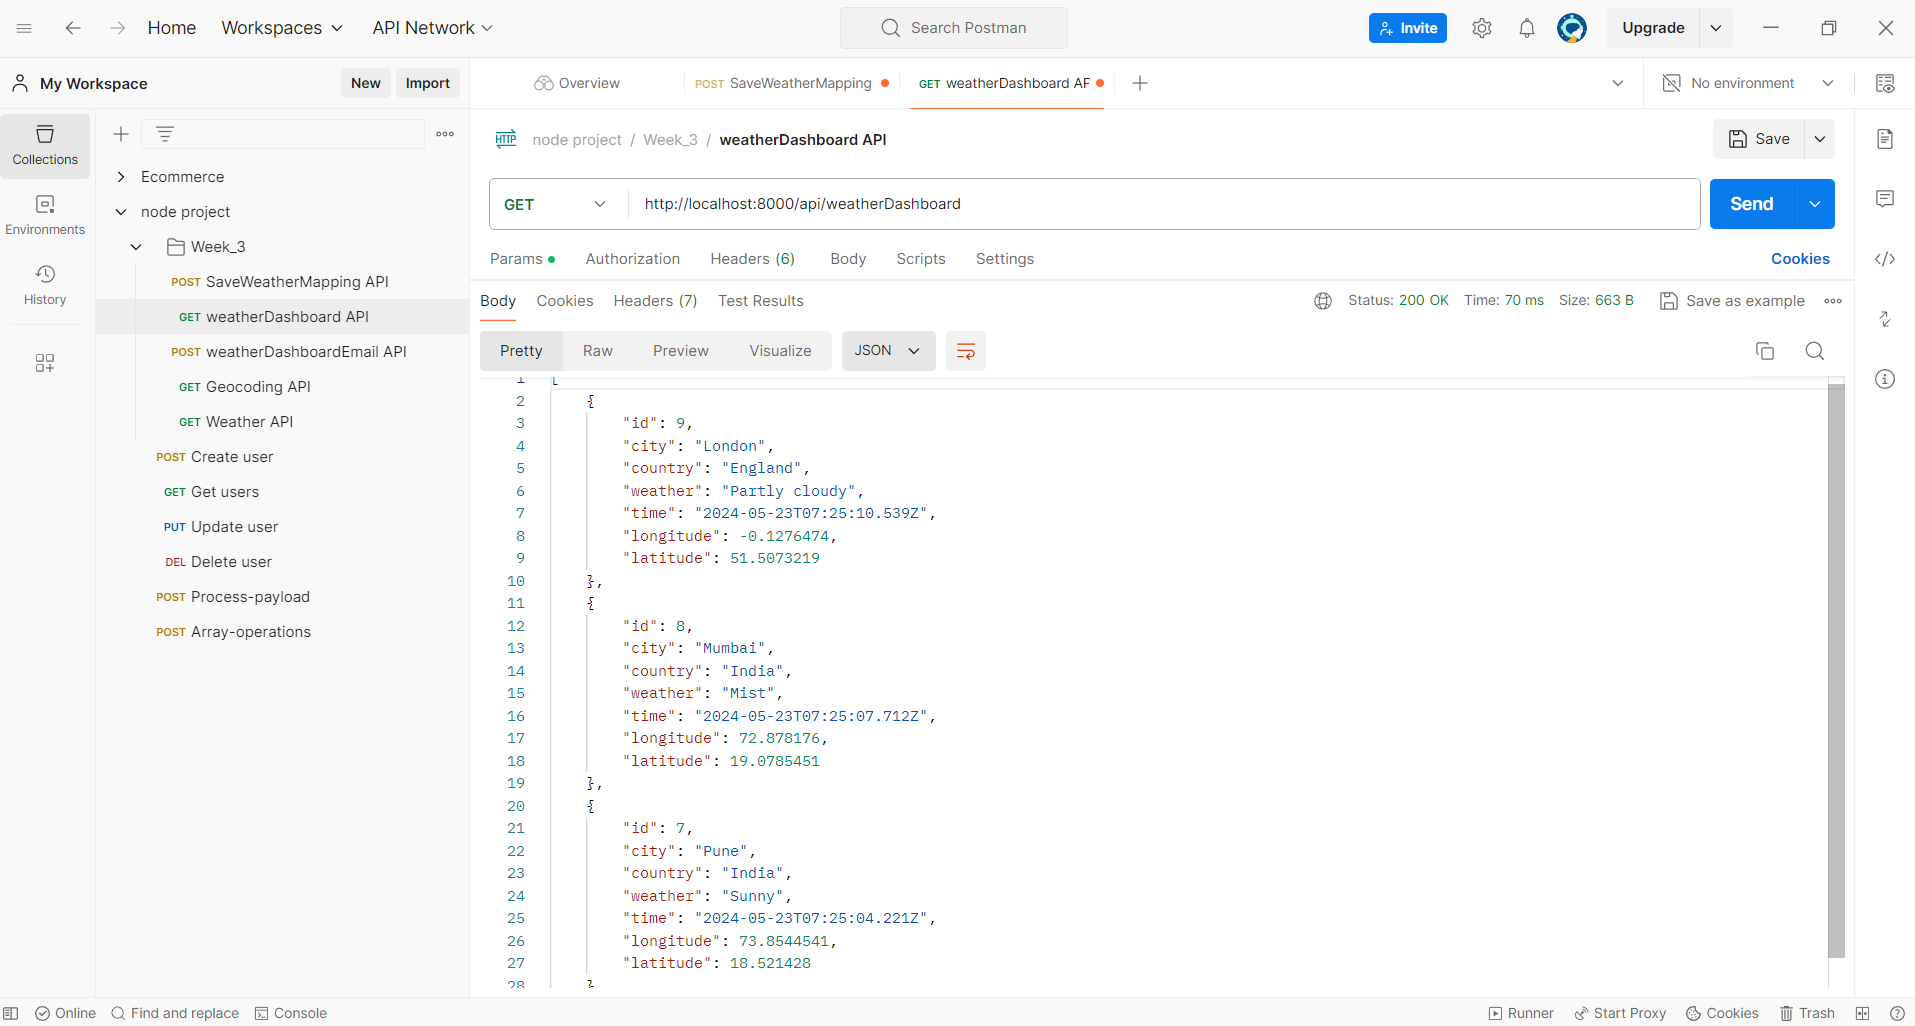 Home Workspaces API Network Search Postman Invite Upgrade
My Workspace New Import Overview POST SaveWeatherMapping GET weatherDashboard AF No environment
Collections
Environments
History
Ecommerce
node project
Week_3
POST SaveWeatherMapping API
GET weatherDashboard API
POST weatherDashboardEmail API
GET Geocoding API
GET Weather API
POST Create user
GET Get users
PUT Update user
DEL Delete user
POST Process-payload
POST Array-operations
HTTP node project / Week_3 / weatherDashboard API Save
GET http://localhost:8000/api/weatherDashboard Send
Params Authorization Headers (6) Body Scripts Settings Cookies
Body Cookies Headers (7) Test Results Status: 200 OK Time: 70 ms Size: 663 B Save as example
Pretty Raw Preview Visualize JSON
1 [
2 {
3 "id": 9,
4 "city": "London",
5 "country": "England",
6 "weather": "Partly cloudy",
7 "time": "2024-05-23T07:25:10.539Z",
8 "longitude": -0.1276474,
9 "latitude": 51.5073219
10 },
11 {
12 "id": 8,
13 "city": "Mumbai",
14 "country": "India",
15 "weather": "Mist",
16 "time": "2024-05-23T07:25:07.712Z",
17 "longitude": 72.878176,
18 "latitude": 19.0785451
19 },
20 {
21 "id": 7,
22 "city": "Pune",
23 "country": "India",
24 "weather": "Sunny",
25 "time": "2024-05-23T07:25:04.221Z",
26 "longitude": 73.8544541,
27 "latitude": 18.521428
28 }
Online Find and replace Console Runner Start Proxy Cookies Trash